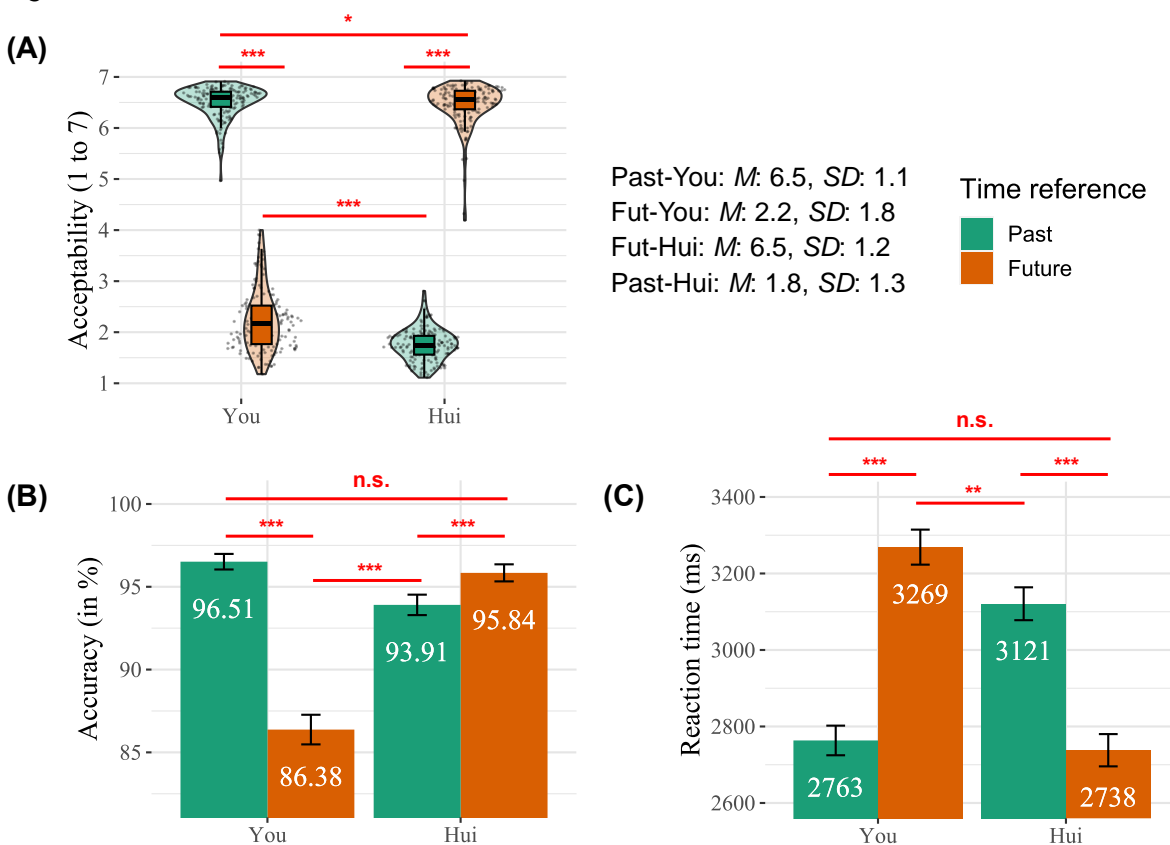 (A)
*
***
***
***
Acceptability (1 to 7)
7
6
5
4
3
2
1
You
Hui
Past-You: M: 6.5, SD: 1.1
Fut-You: M: 2.2, SD: 1.8
Fut-Hui: M: 6.5, SD: 1.2
Past-Hui: M: 1.8, SD: 1.3
Time reference
Past
Future
(B)
n.s.
***
***
***
Accuracy (in %)
100
95
90
85
96.51
86.38
93.91
95.84
You
Hui
(C)
n.s.
***
***
**
Reaction time (ms)
3400
3200
3000
2800
2600
2763
3269
3121
2738
You
Hui